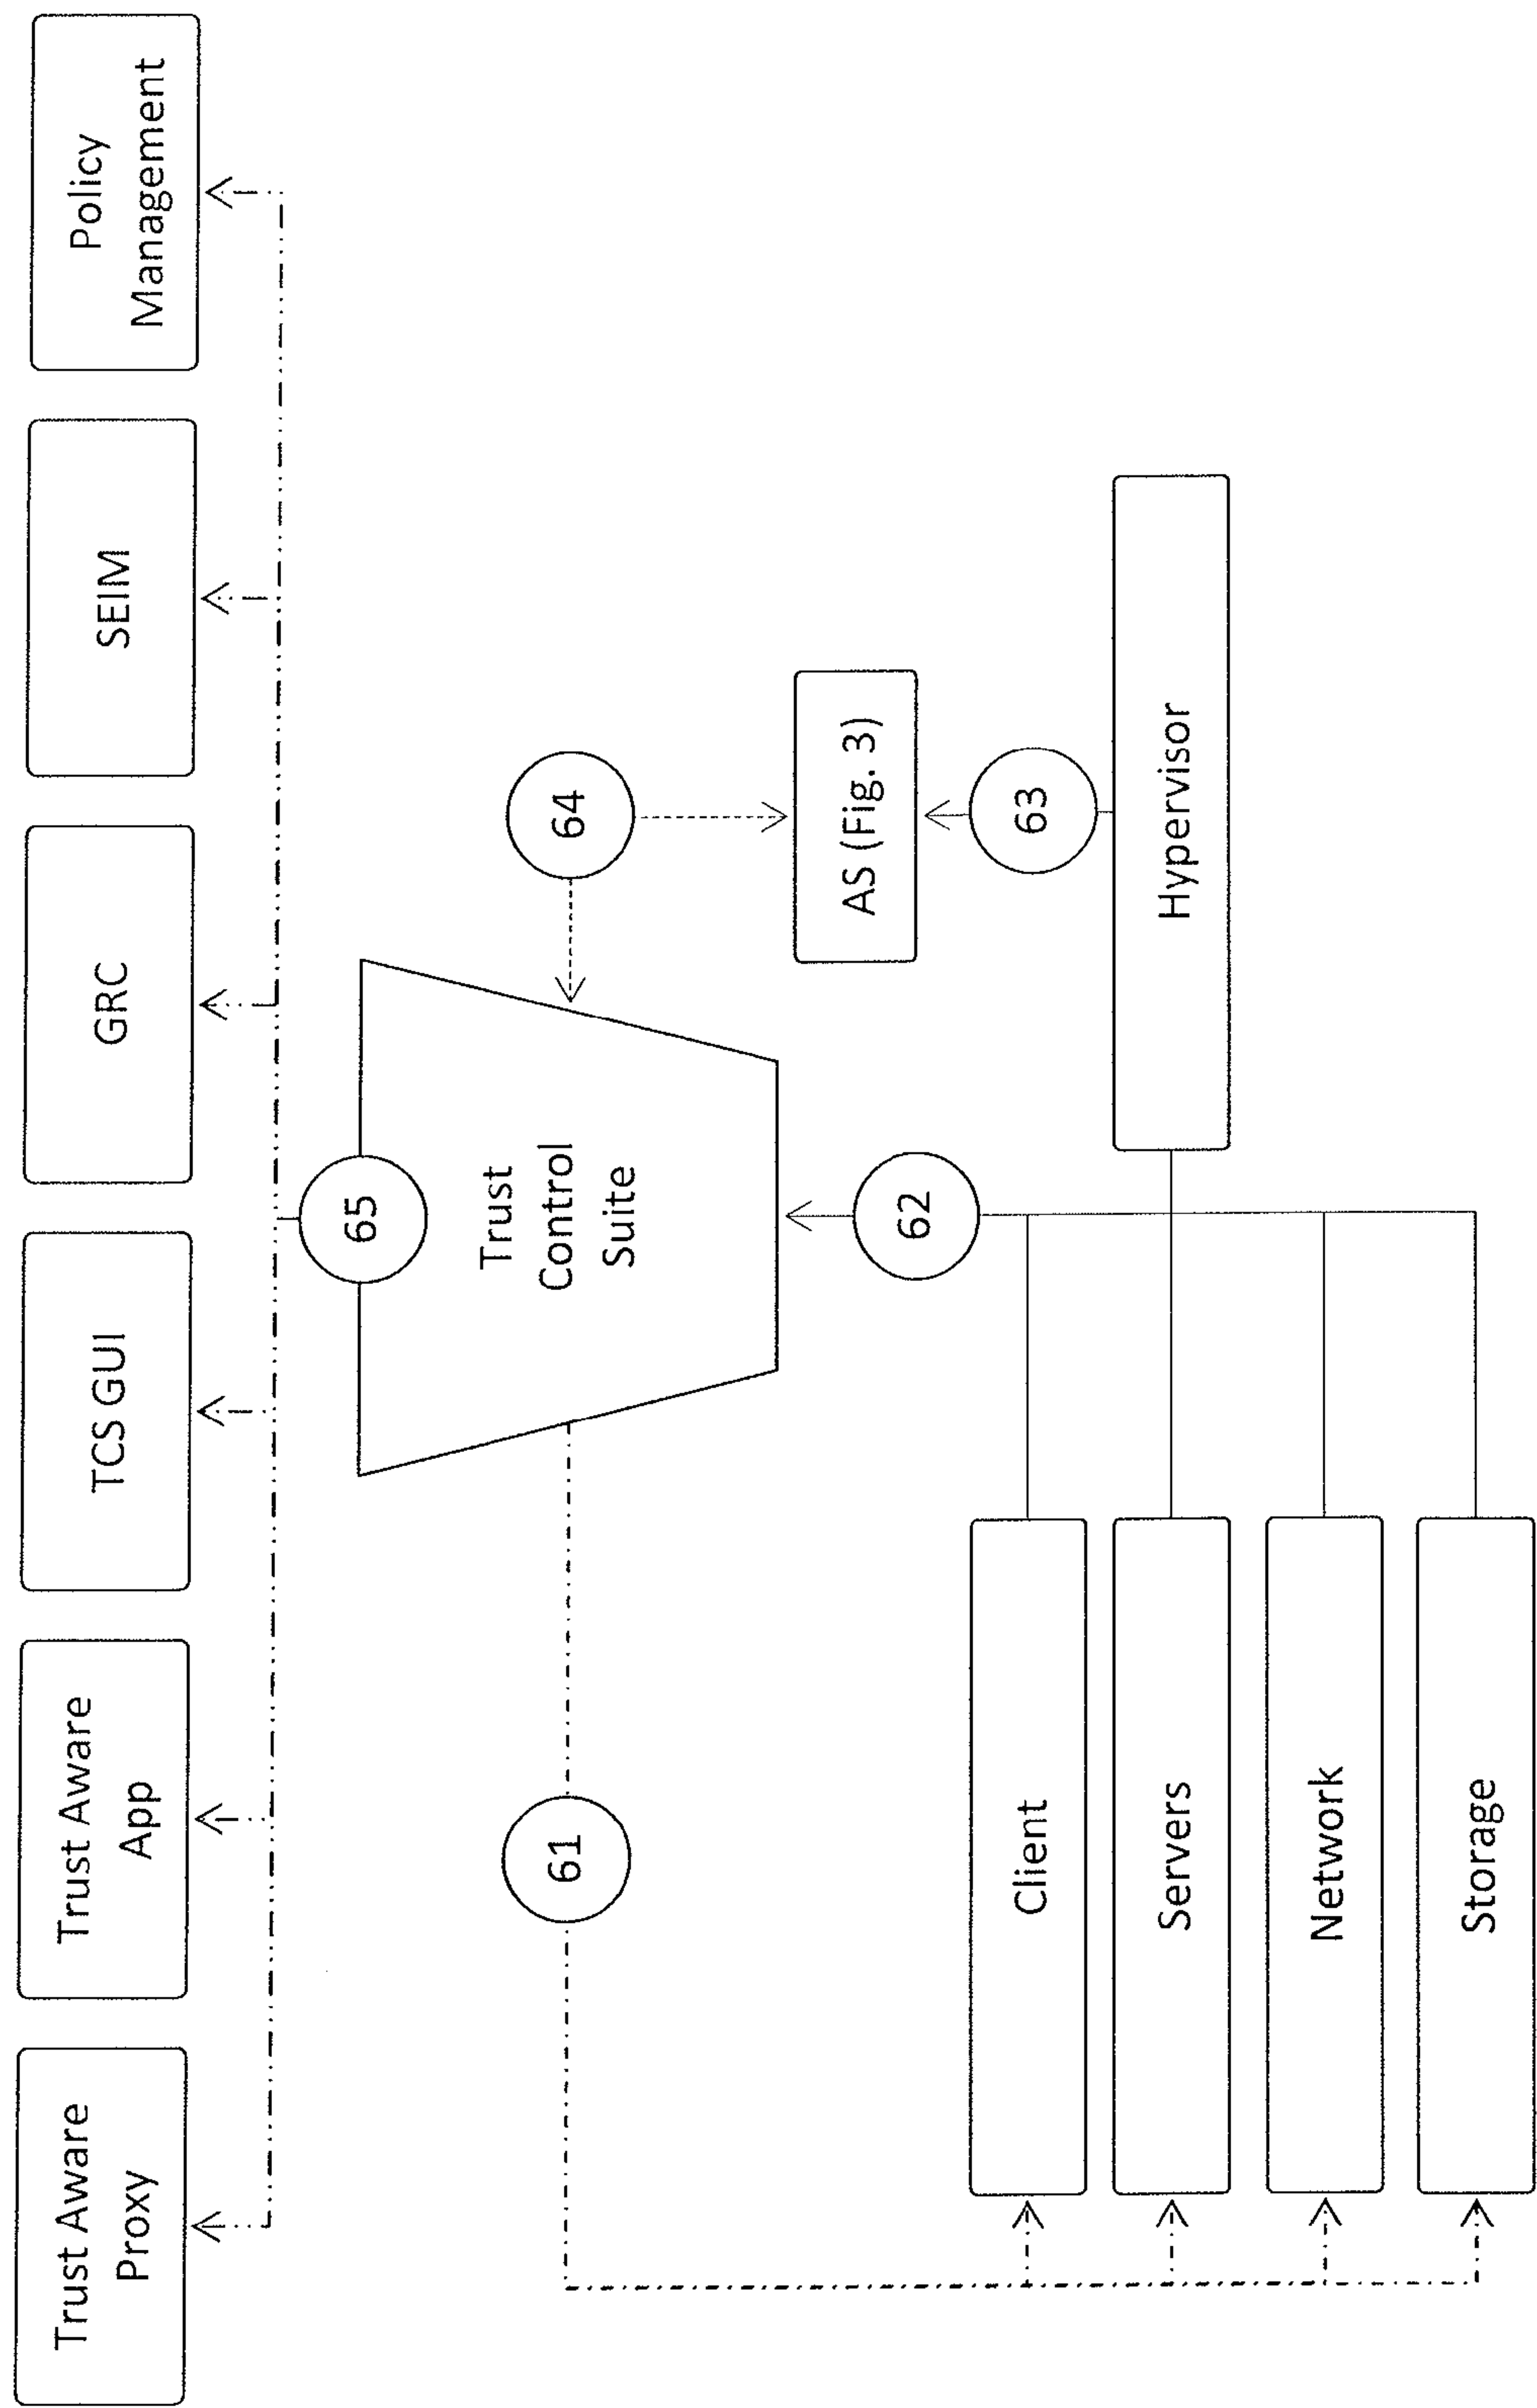 Trust Aware
Proxy
Trust Aware
App
TCS GUI
GRC
SEIM
Policy
Management
65
Trust
Control
Suite
61
64
62
AS (Fig. 3)
63
Client
Servers
Hypervisor
Network
Storage